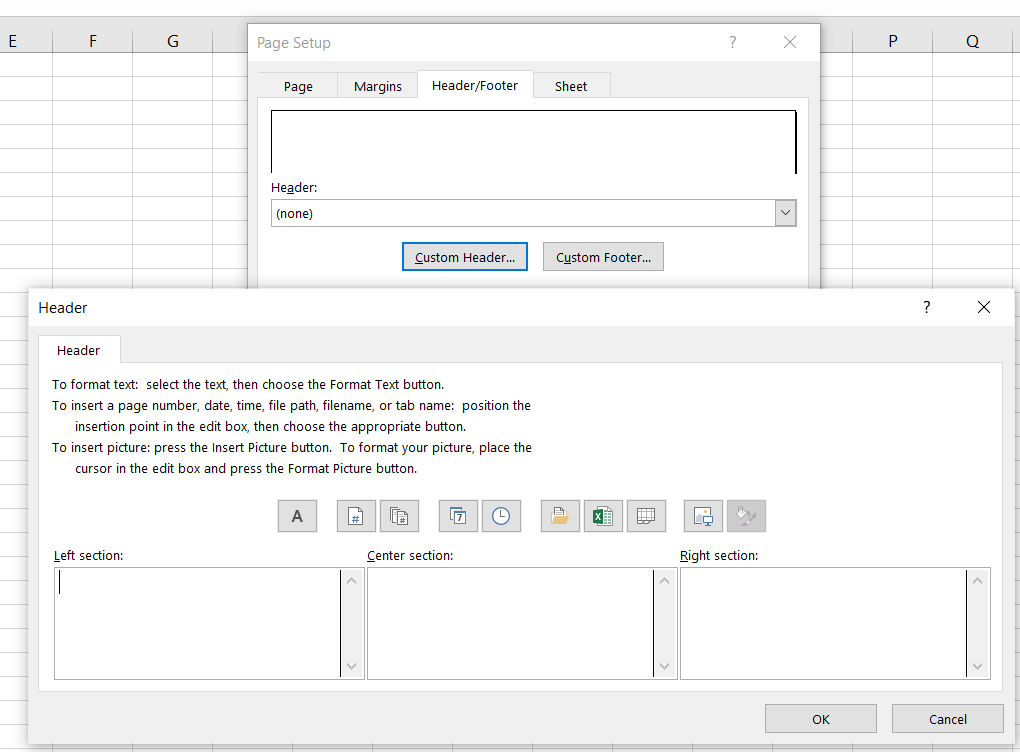 E F G P Q
Page Setup ?
Page Margins Header/Footer Sheet
Header:
(none)
Custom Header... Custom Footer...
Header ?
Header
To format text:  select the text, then choose the Format Text button.
To insert a page number, date, time, file path, filename, or tab name:  position the
insertion point in the edit box, then choose the appropriate button.
To insert picture: press the Insert Picture button.  To format your picture, place the
cursor in the edit box and press the Format Picture button.
A # # 7 X
Left section: Center section: Right section:
OK Cancel